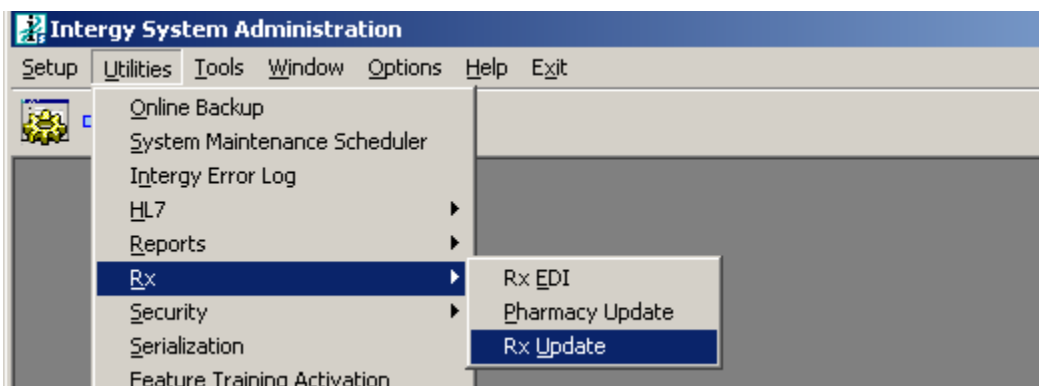 Intergy System Administration
Setup Utilities Tools Window Options Help Exit
Online Backup
System Maintenance Scheduler
Intergy Error Log
HL7
Reports
Rx
Rx EDI
Security
Pharmacy Update
Serialization
Rx Update
Feature Training Activation